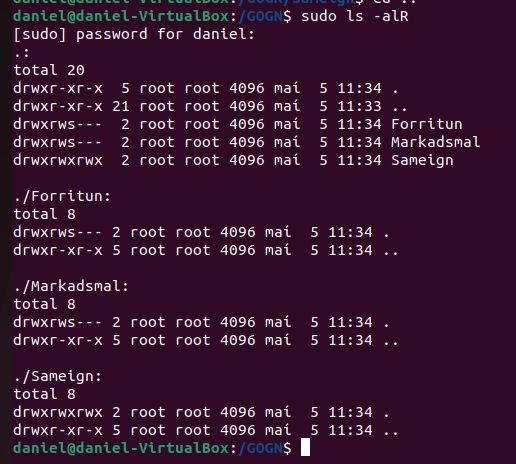 daniel@daniel-VirtualBox:/GOGN/Sameign$ cd ..
daniel@daniel-VirtualBox:/GOGN$ sudo ls -alR
[sudo] password for daniel:
.:
total 20
drwxr-xr-x  5 root root 4096 maí  5 11:34 .
drwxr-xr-x 21 root root 4096 maí  5 11:33 ..
drwxrws---  2 root root 4096 maí  5 11:34 Forritun
drwxrws---  2 root root 4096 maí  5 11:34 Markadsmal
drwxrwxrwx  2 root root 4096 maí  5 11:34 Sameign
./Forritun:
total 8
drwxrws--- 2 root root 4096 maí  5 11:34 .
drwxr-xr-x 5 root root 4096 maí  5 11:34 ..
./Markadsmal:
total 8
drwxrws--- 2 root root 4096 maí  5 11:34 .
drwxr-xr-x 5 root root 4096 maí  5 11:34 ..
./Sameign:
total 8
drwxrwxrwx 2 root root 4096 maí  5 11:34 .
drwxr-xr-x 5 root root 4096 maí  5 11:34 ..
daniel@daniel-VirtualBox:/GOGN$